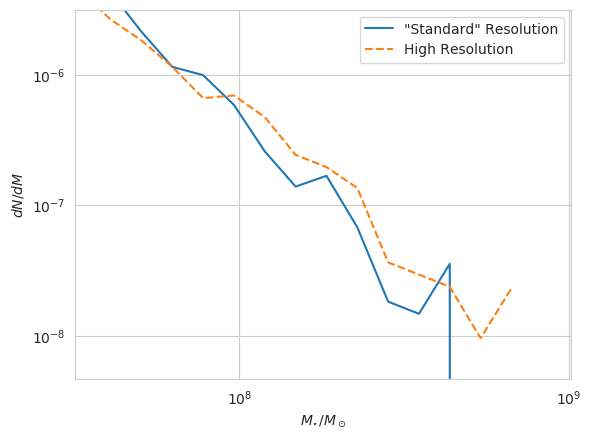 "Standard" Resolution
High Resolution
10⁻⁶
10⁻⁷
10⁻⁸
dN/dM
10⁸
10⁹
M⋆/M⊙